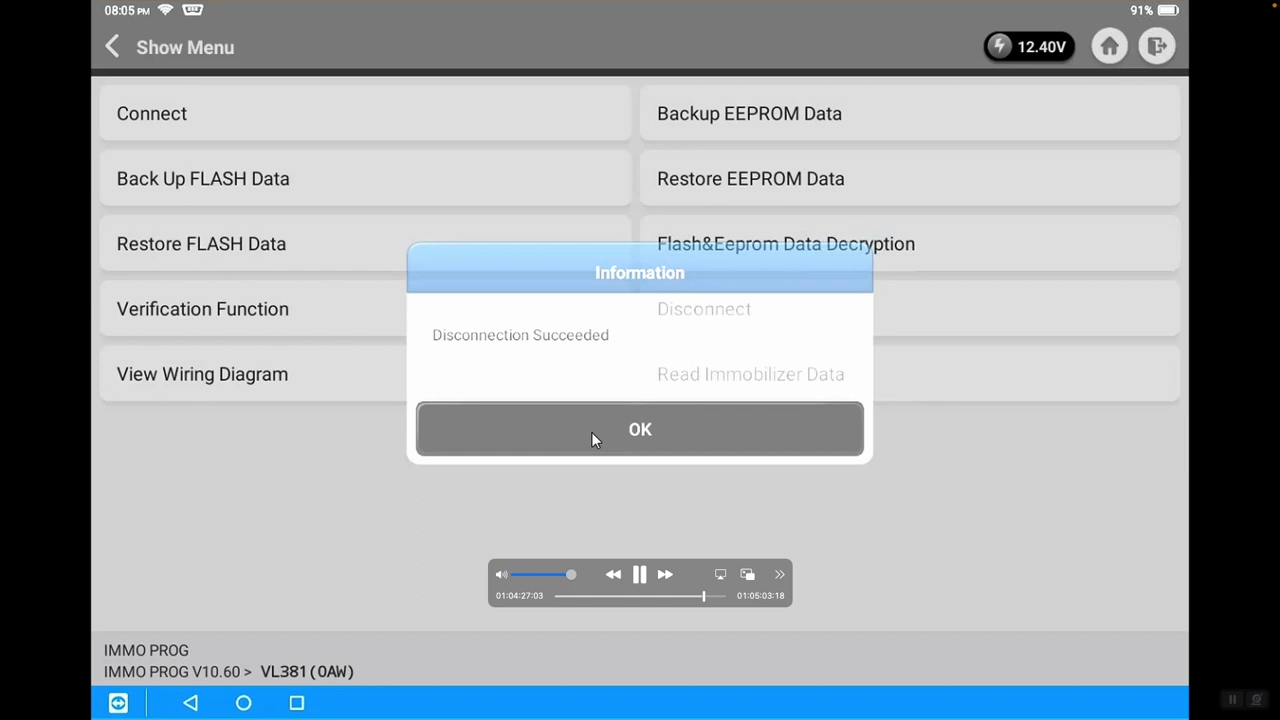 08:05 PM
91%
Show Menu
12.40V
Connect
Backup EEPROM Data
Back Up FLASH Data
Restore EEPROM Data
Restore FLASH Data
Flash&Eeprom Data Decryption
Information
Verification Function
Disconnect
Disconnection Succeeded
View Wiring Diagram
Read Immobilizer Data
OK
01:04:27:03
01:05:03:18
IMMO PROG
IMMO PROG V10.60 > VL381(0AW)